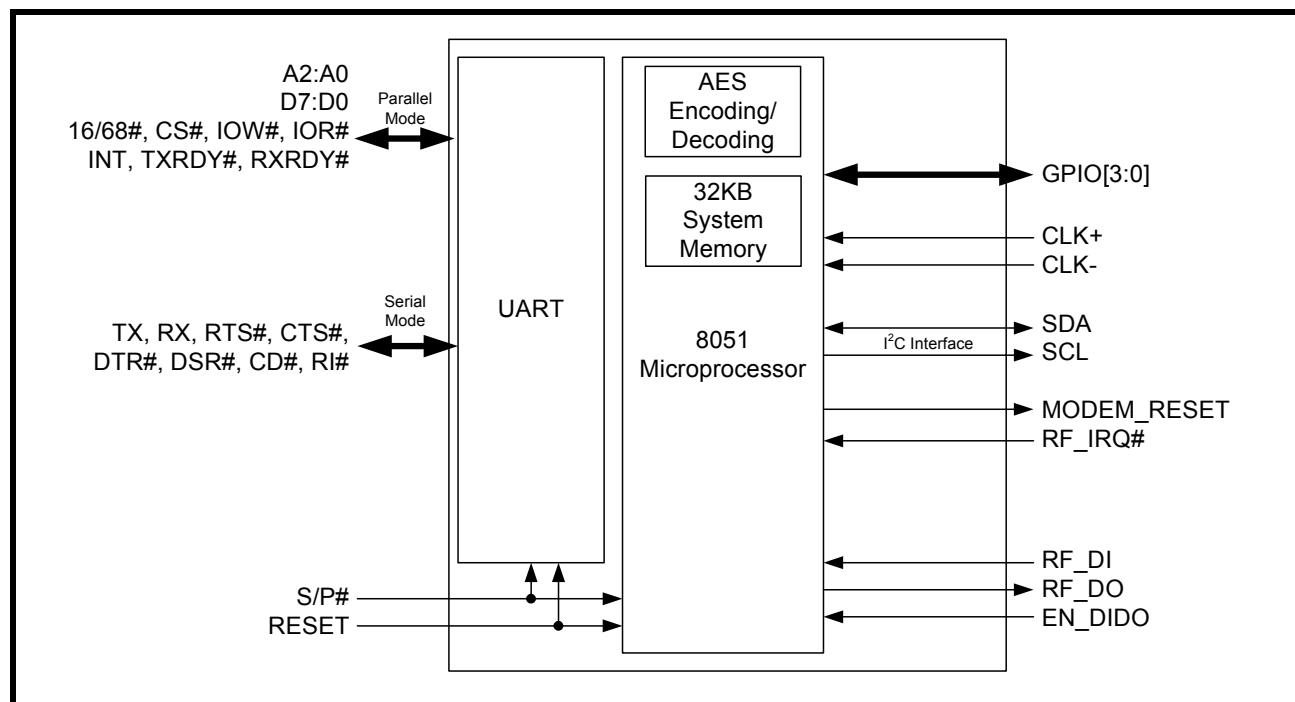 A2:A0
D7:D0
16/68#, CS#, IOW#, IOR#
INT, TXRDY#, RXRDY#
Parallel
Mode
TX, RX, RTS#, CTS#,
DTR#, DSR#, CD#, RI#
Serial
Mode
S/P#
RESET
UART
AES
Encoding/
Decoding
32KB
System
Memory
8051
Microprocessor
GPIO[3:0]
CLK+
CLK-
SDA
I²C Interface
SCL
MODEM_RESET
RF_IRQ#
RF_DI
RF_DO
EN_DIDO